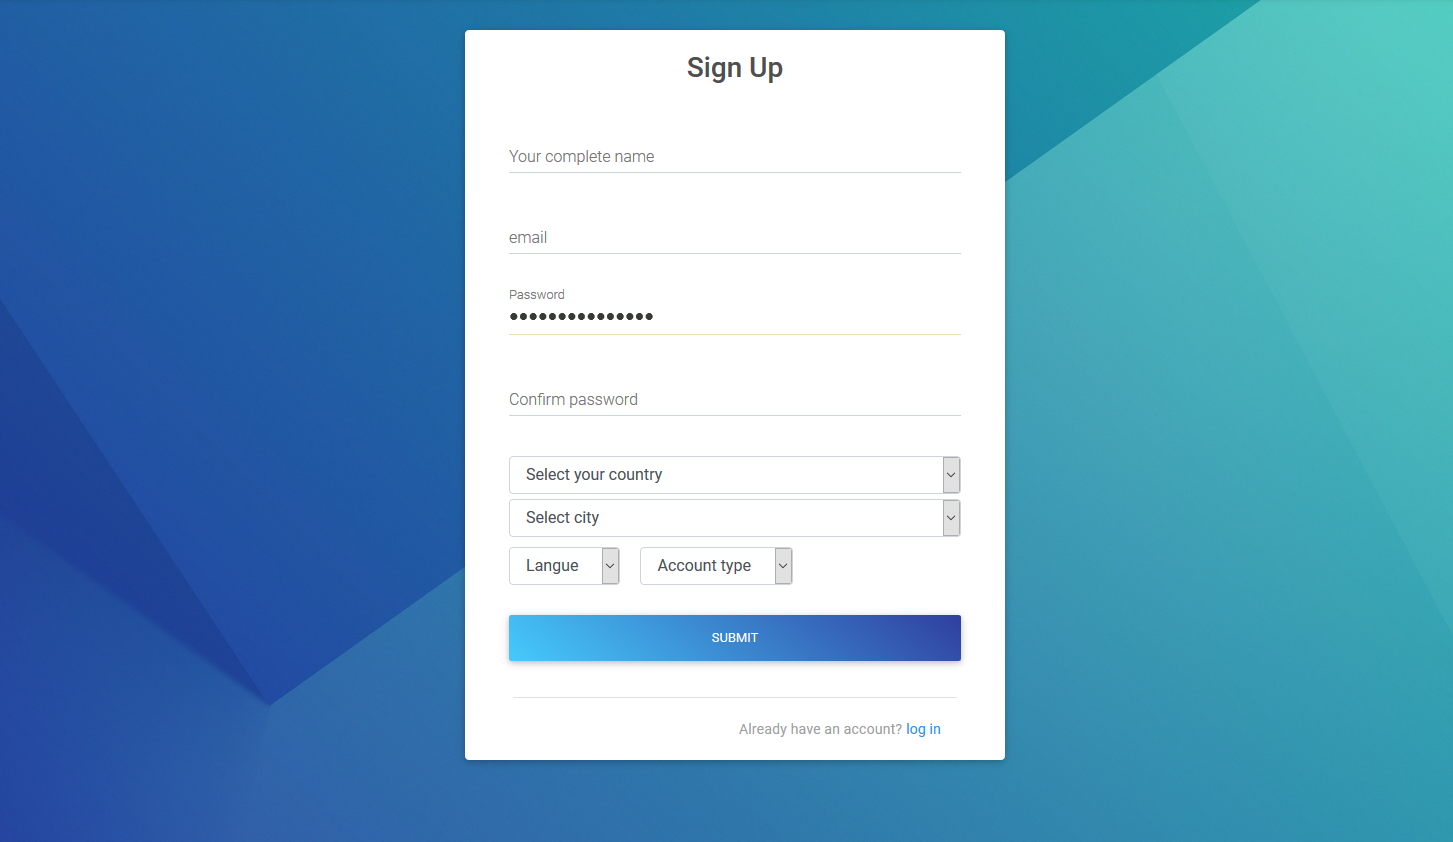 Sign Up
Your complete name
email
Password
•••••••••••••••
Confirm password
Select your country
Select city
Langue Account type
SUBMIT
Already have an account? log in